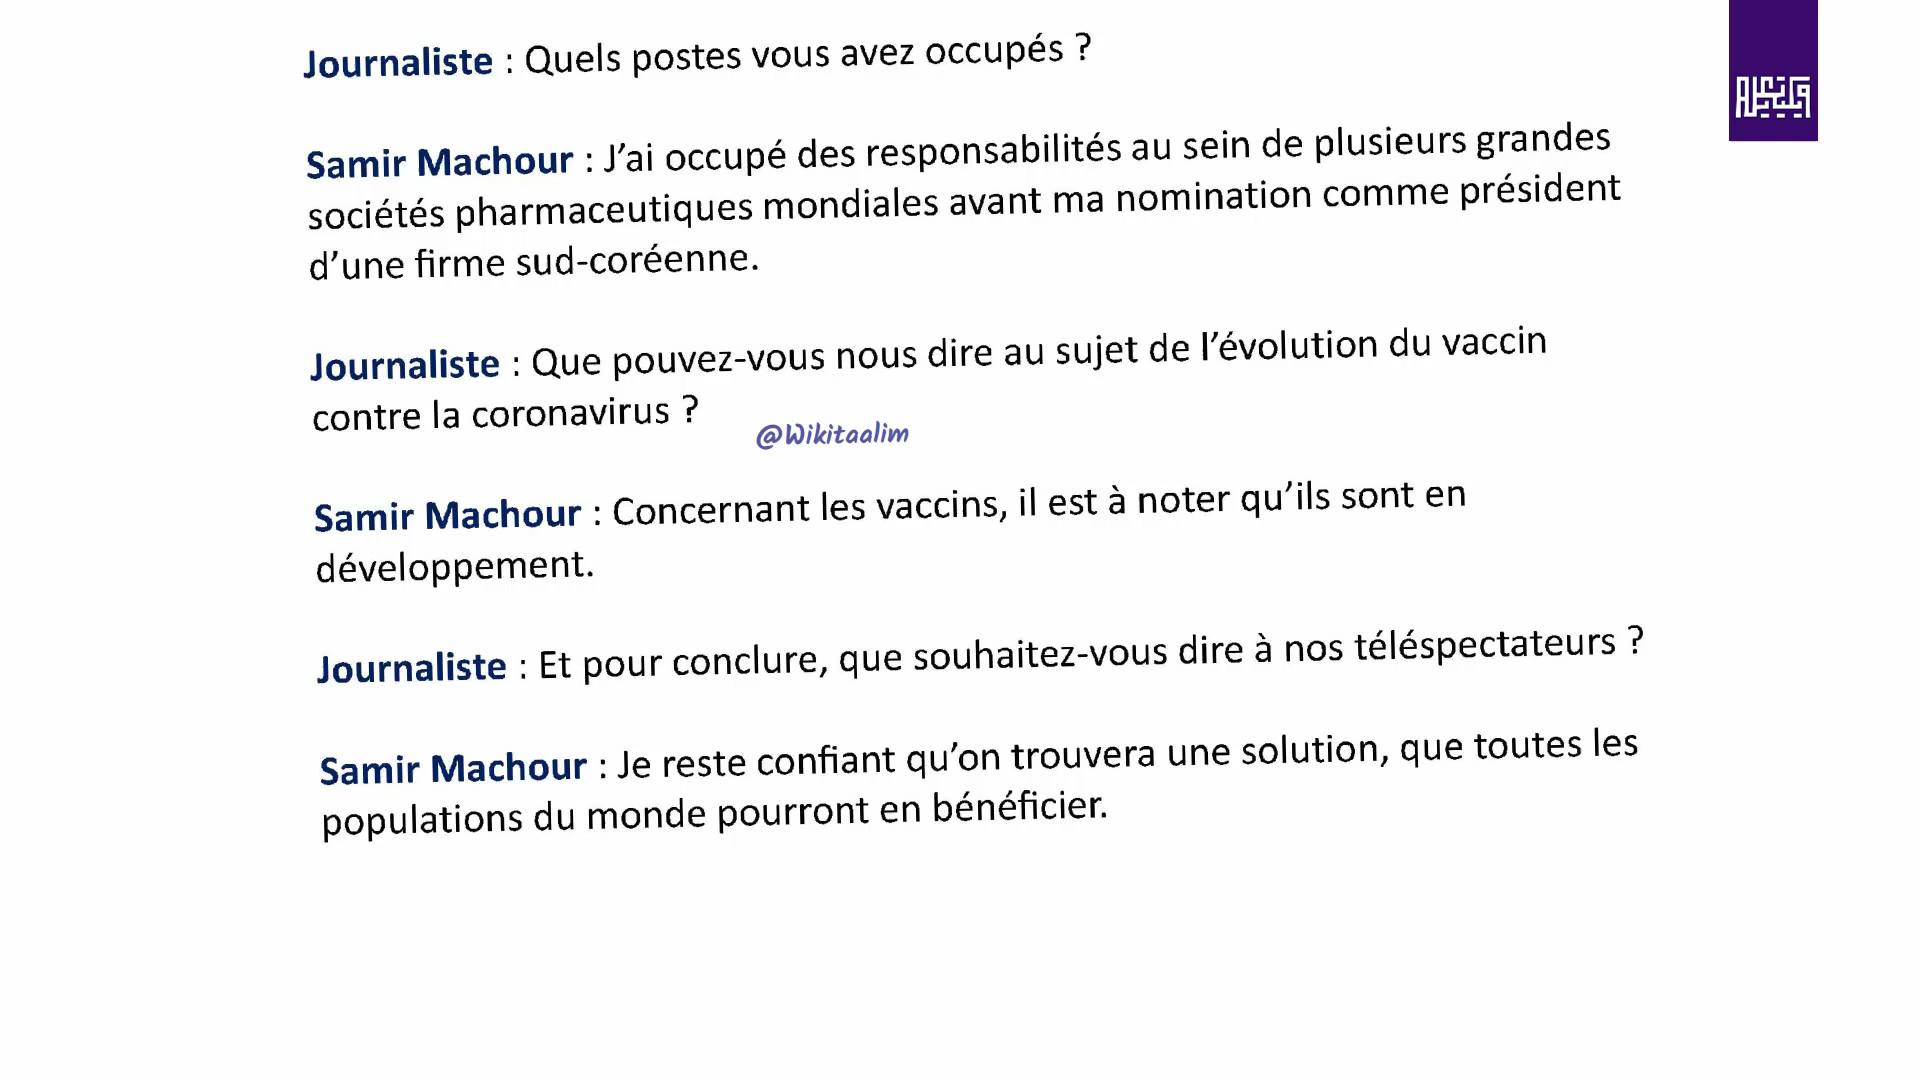 Journaliste : Quels postes vous avez occupés ?
Samir Machour : J’ai occupé des responsabilités au sein de plusieurs grandes
sociétés pharmaceutiques mondiales avant ma nomination comme président
d’une firme sud-coréenne.
Journaliste : Que pouvez-vous nous dire au sujet de l’évolution du vaccin
contre la coronavirus ?
@Wikitaalim
Samir Machour : Concernant les vaccins, il est à noter qu’ils sont en
développement.
Journaliste : Et pour conclure, que souhaitez-vous dire à nos téléspectateurs ?
Samir Machour : Je reste confiant qu’on trouvera une solution, que toutes les
populations du monde pourront en bénéficier.